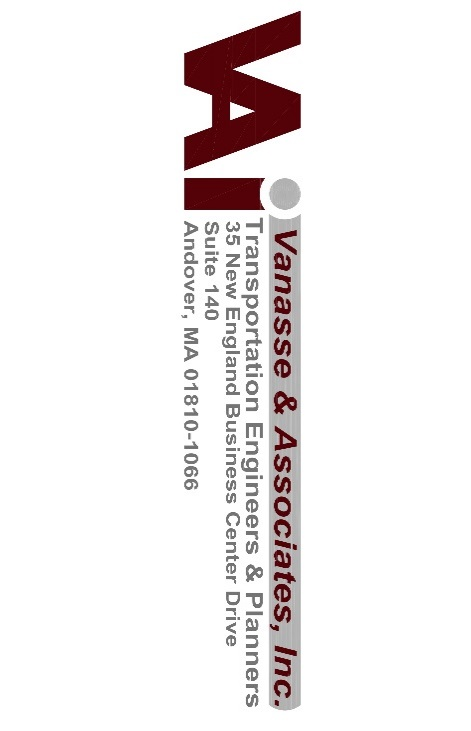 VAi
Vanasse & Associates, Inc.
Transportation Engineers & Planners
35 New England Business Center Drive
Suite 140
Andover, MA 01810-1066